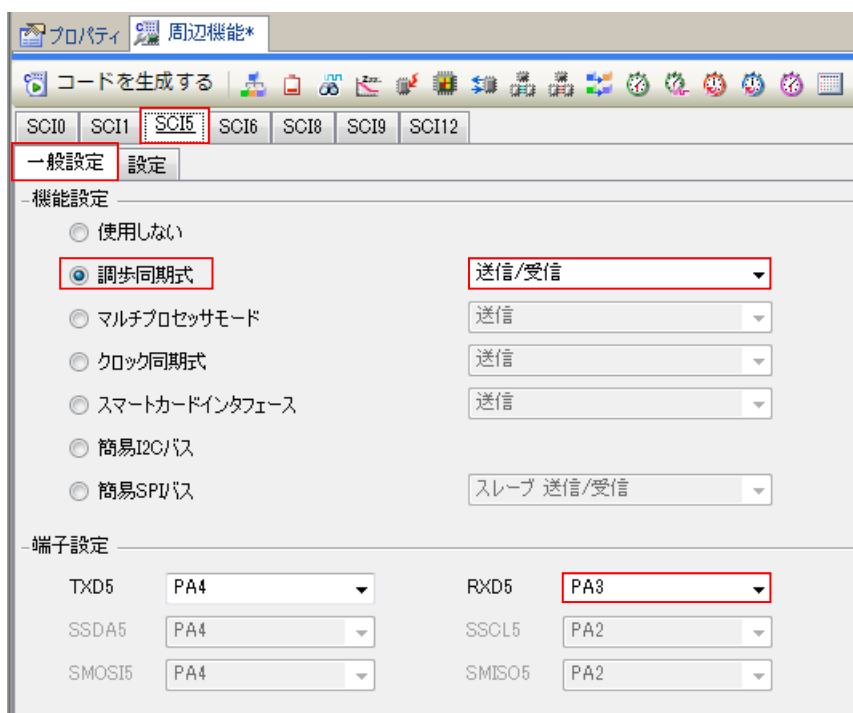 プロパティ 周辺機能*
コードを生成する
SCI0 SCI1 SCI5 SCI6 SCI8 SCI9 SCI12
一般設定 設定
機能設定
使用しない
調歩同期式 送信/受信
マルチプロセッサモード 送信
クロック同期式 送信
スマートカードインタフェース 送信
簡易I2Cバス
簡易SPIバス スレーブ 送信/受信
端子設定
TXD5 PA4 RXD5 PA3
SSDA5 PA4 SSCL5 PA2
SMOSI5 PA4 SMISO5 PA2